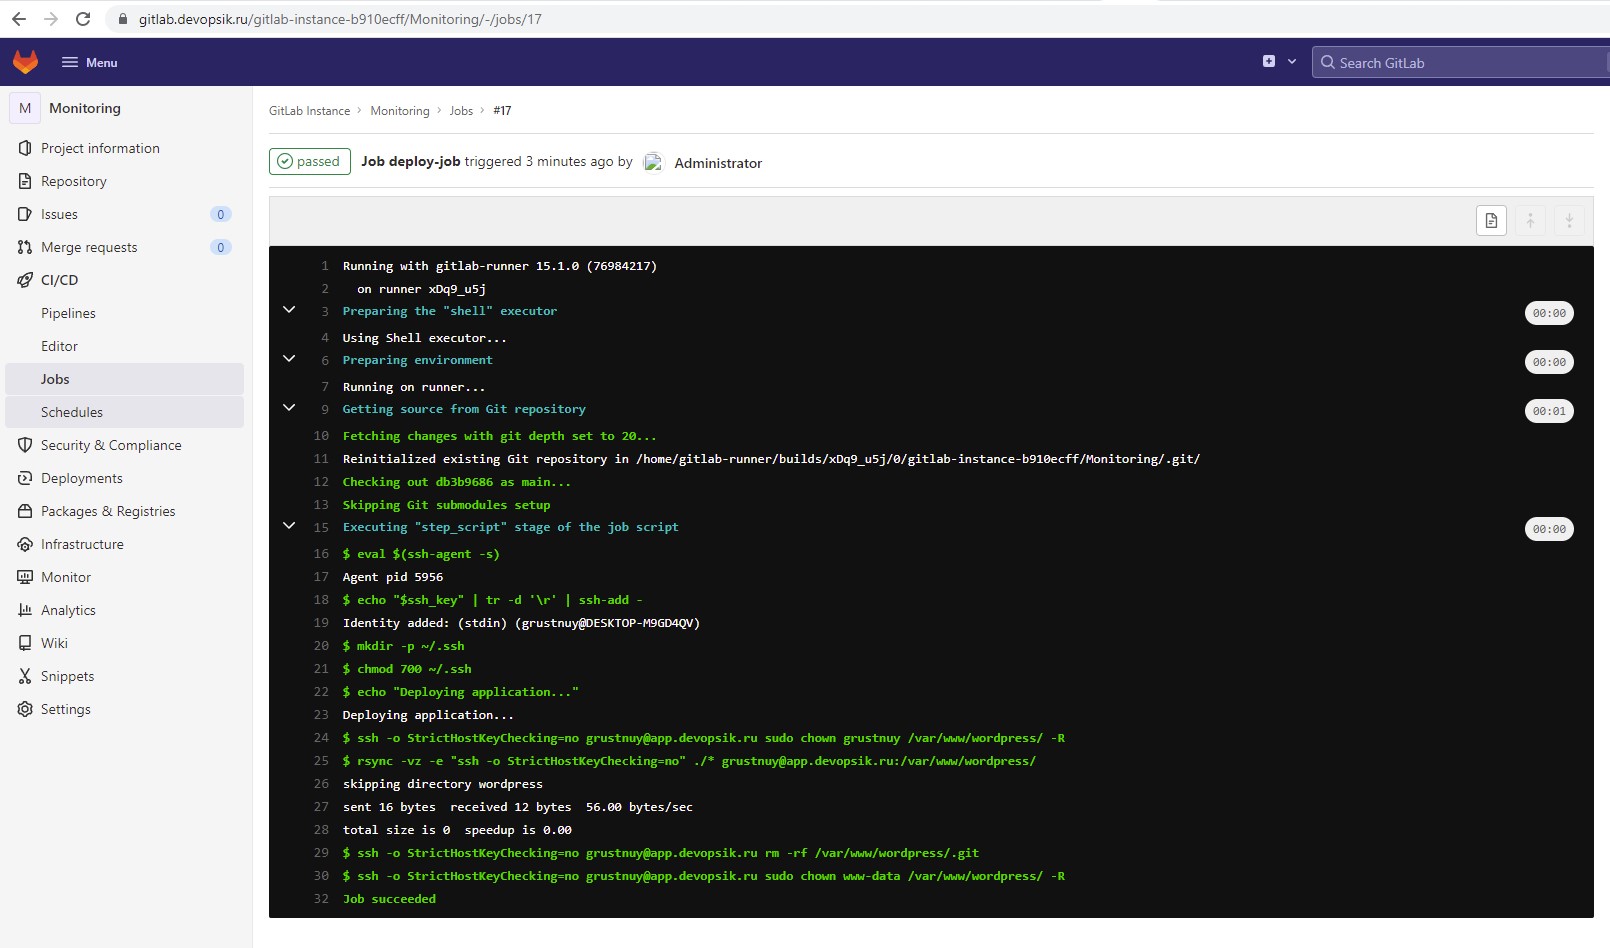 gitlab.devopsik.ru/gitlab-instance-b910ecff/Monitoring/-/jobs/17
Menu
Search GitLab
M Monitoring
Project information
Repository
Issues 0
Merge requests 0
CI/CD
Pipelines
Editor
Jobs
Schedules
Security & Compliance
Deployments
Packages & Registries
Infrastructure
Monitor
Analytics
Wiki
Snippets
Settings
GitLab Instance > Monitoring > Jobs > #17
passed Job deploy-job triggered 3 minutes ago by Administrator
1 Running with gitlab-runner 15.1.0 (76984217)
2 on runner xDq9_u5j
3 Preparing the "shell" executor 00:00
4 Using Shell executor...
6 Preparing environment 00:00
7 Running on runner...
9 Getting source from Git repository 00:01
10 Fetching changes with git depth set to 20...
11 Reinitialized existing Git repository in /home/gitlab-runner/builds/xDq9_u5j/0/gitlab-instance-b910ecff/Monitoring/.git/
12 Checking out db3b9686 as main...
13 Skipping Git submodules setup
15 Executing "step_script" stage of the job script 00:00
16 $ eval $(ssh-agent -s)
17 Agent pid 5956
18 $ echo "$ssh_key" | tr -d '\r' | ssh-add -
19 Identity added: (stdin) (grustnuy@DESKTOP-M9GD4QV)
20 $ mkdir -p ~/.ssh
21 $ chmod 700 ~/.ssh
22 $ echo "Deploying application..."
23 Deploying application...
24 $ ssh -o StrictHostKeyChecking=no grustnuy@app.devopsik.ru sudo chown grustnuy /var/www/wordpress/ -R
25 $ rsync -vz -e "ssh -o StrictHostKeyChecking=no" ./* grustnuy@app.devopsik.ru:/var/www/wordpress/
26 skipping directory wordpress
27 sent 16 bytes  received 12 bytes  56.00 bytes/sec
28 total size is 0  speedup is 0.00
29 $ ssh -o StrictHostKeyChecking=no grustnuy@app.devopsik.ru rm -rf /var/www/wordpress/.git
30 $ ssh -o StrictHostKeyChecking=no grustnuy@app.devopsik.ru sudo chown www-data /var/www/wordpress/ -R
32 Job succeeded